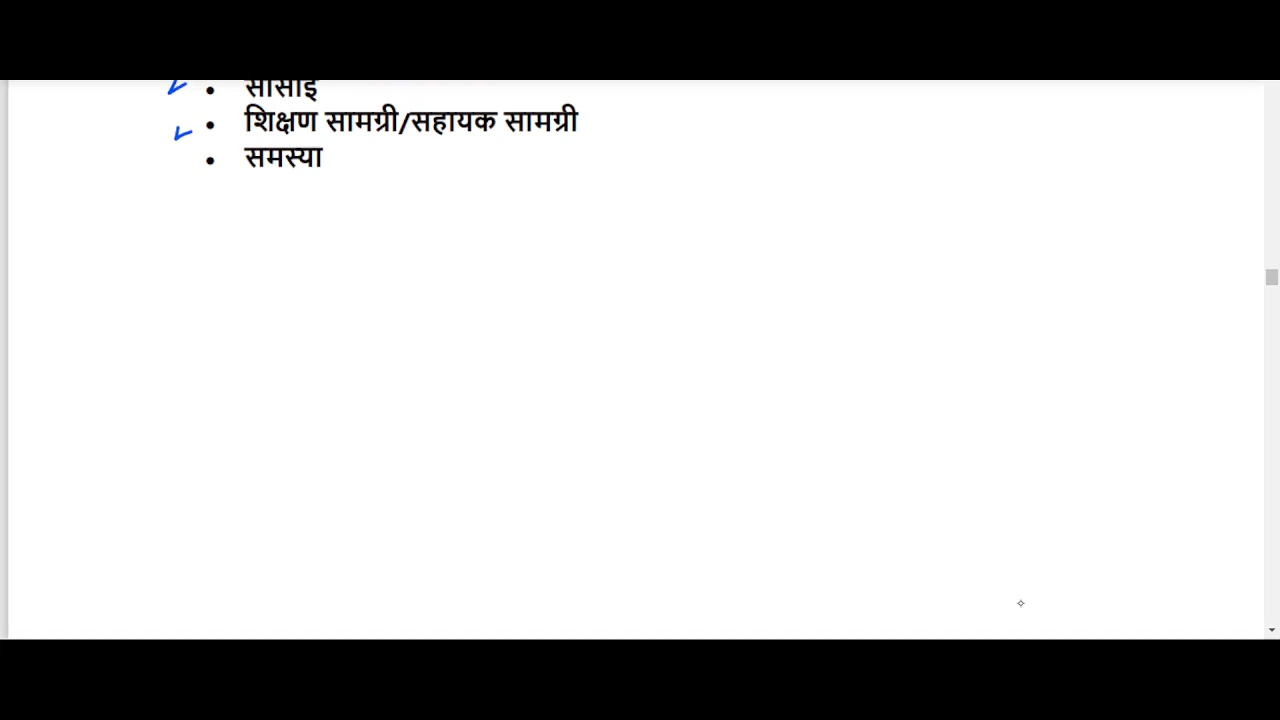 • सीसीई
• शिक्षण सामग्री/सहायक सामग्री
• समस्या